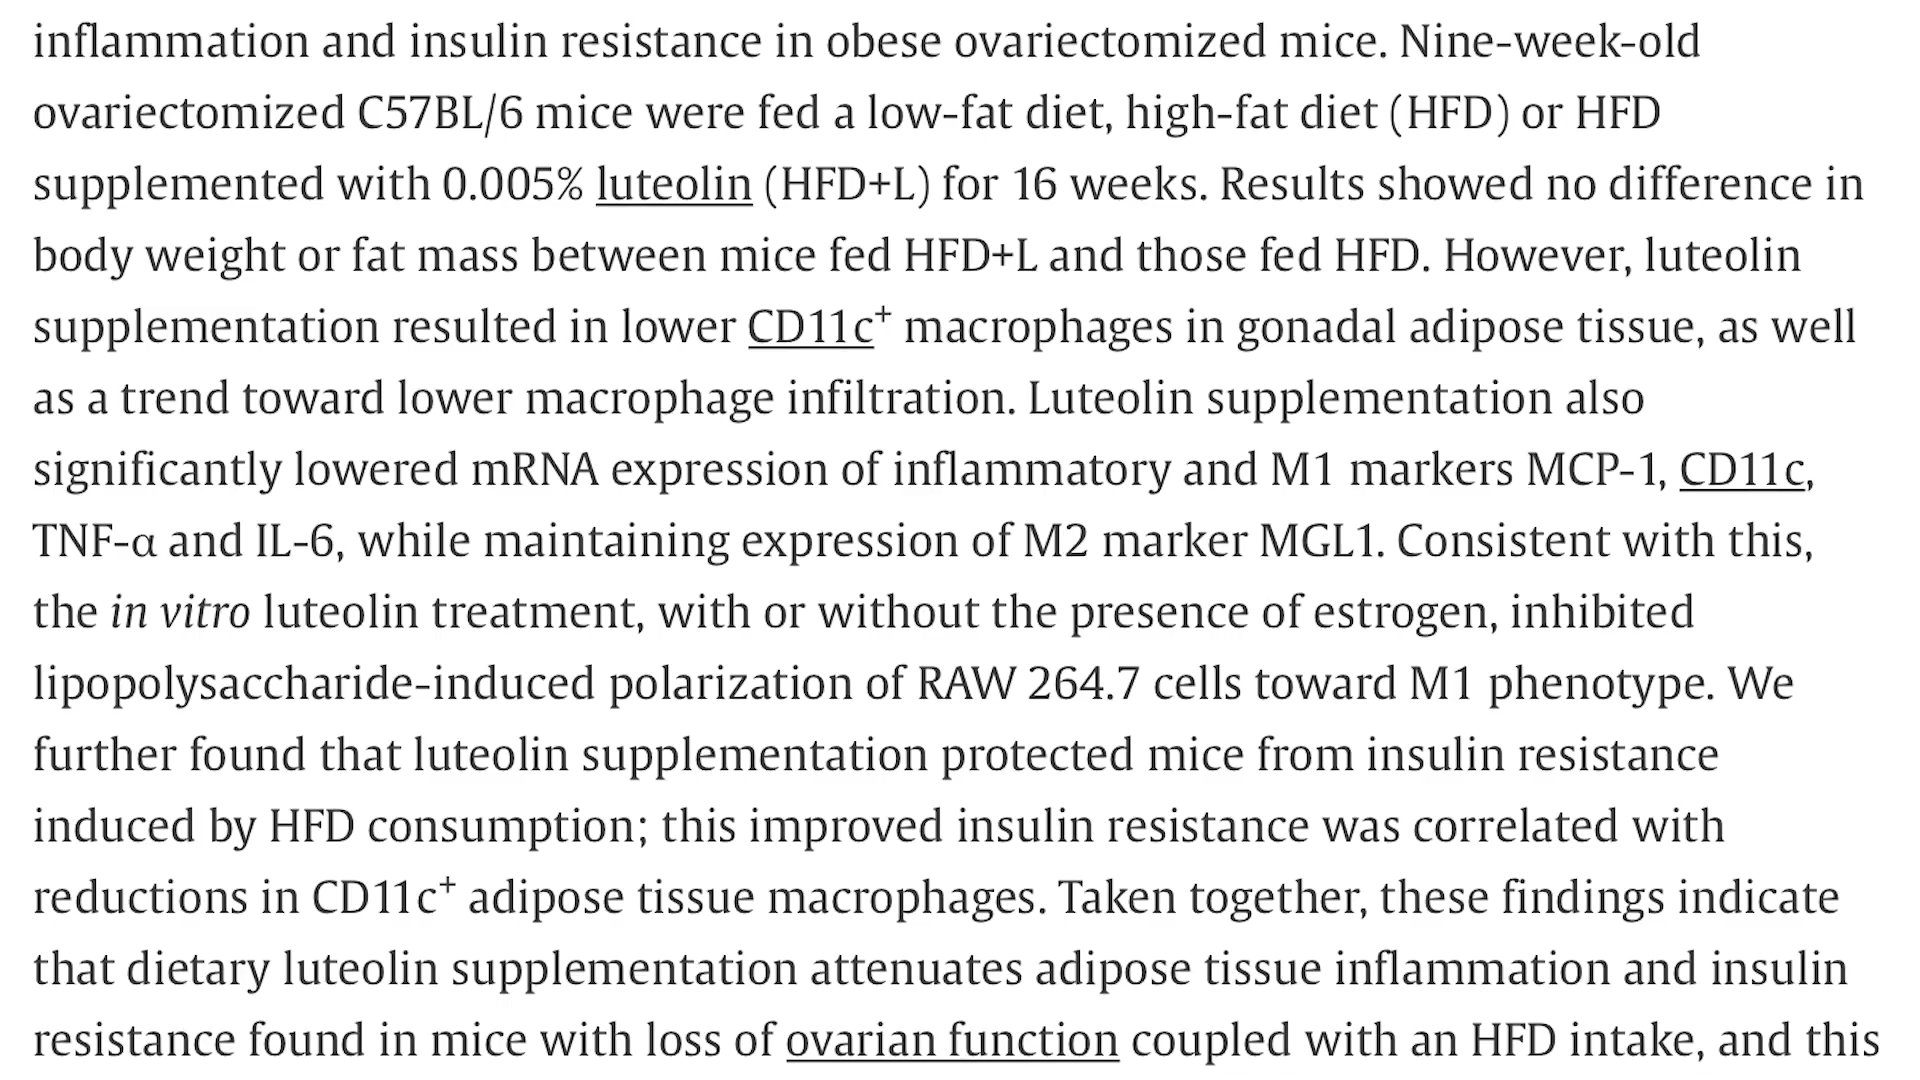 inflammation and insulin resistance in obese ovariectomized mice. Nine-week-old
ovariectomized C57BL/6 mice were fed a low-fat diet, high-fat diet (HFD) or HFD
supplemented with 0.005% luteolin (HFD+L) for 16 weeks. Results showed no difference in
body weight or fat mass between mice fed HFD+L and those fed HFD. However, luteolin
supplementation resulted in lower CD11c⁺ macrophages in gonadal adipose tissue, as well
as a trend toward lower macrophage infiltration. Luteolin supplementation also
significantly lowered mRNA expression of inflammatory and M1 markers MCP-1, CD11c,
TNF-α and IL-6, while maintaining expression of M2 marker MGL1. Consistent with this,
the in vitro luteolin treatment, with or without the presence of estrogen, inhibited
lipopolysaccharide-induced polarization of RAW 264.7 cells toward M1 phenotype. We
further found that luteolin supplementation protected mice from insulin resistance
induced by HFD consumption; this improved insulin resistance was correlated with
reductions in CD11c⁺ adipose tissue macrophages. Taken together, these findings indicate
that dietary luteolin supplementation attenuates adipose tissue inflammation and insulin
resistance found in mice with loss of ovarian function coupled with an HFD intake, and this